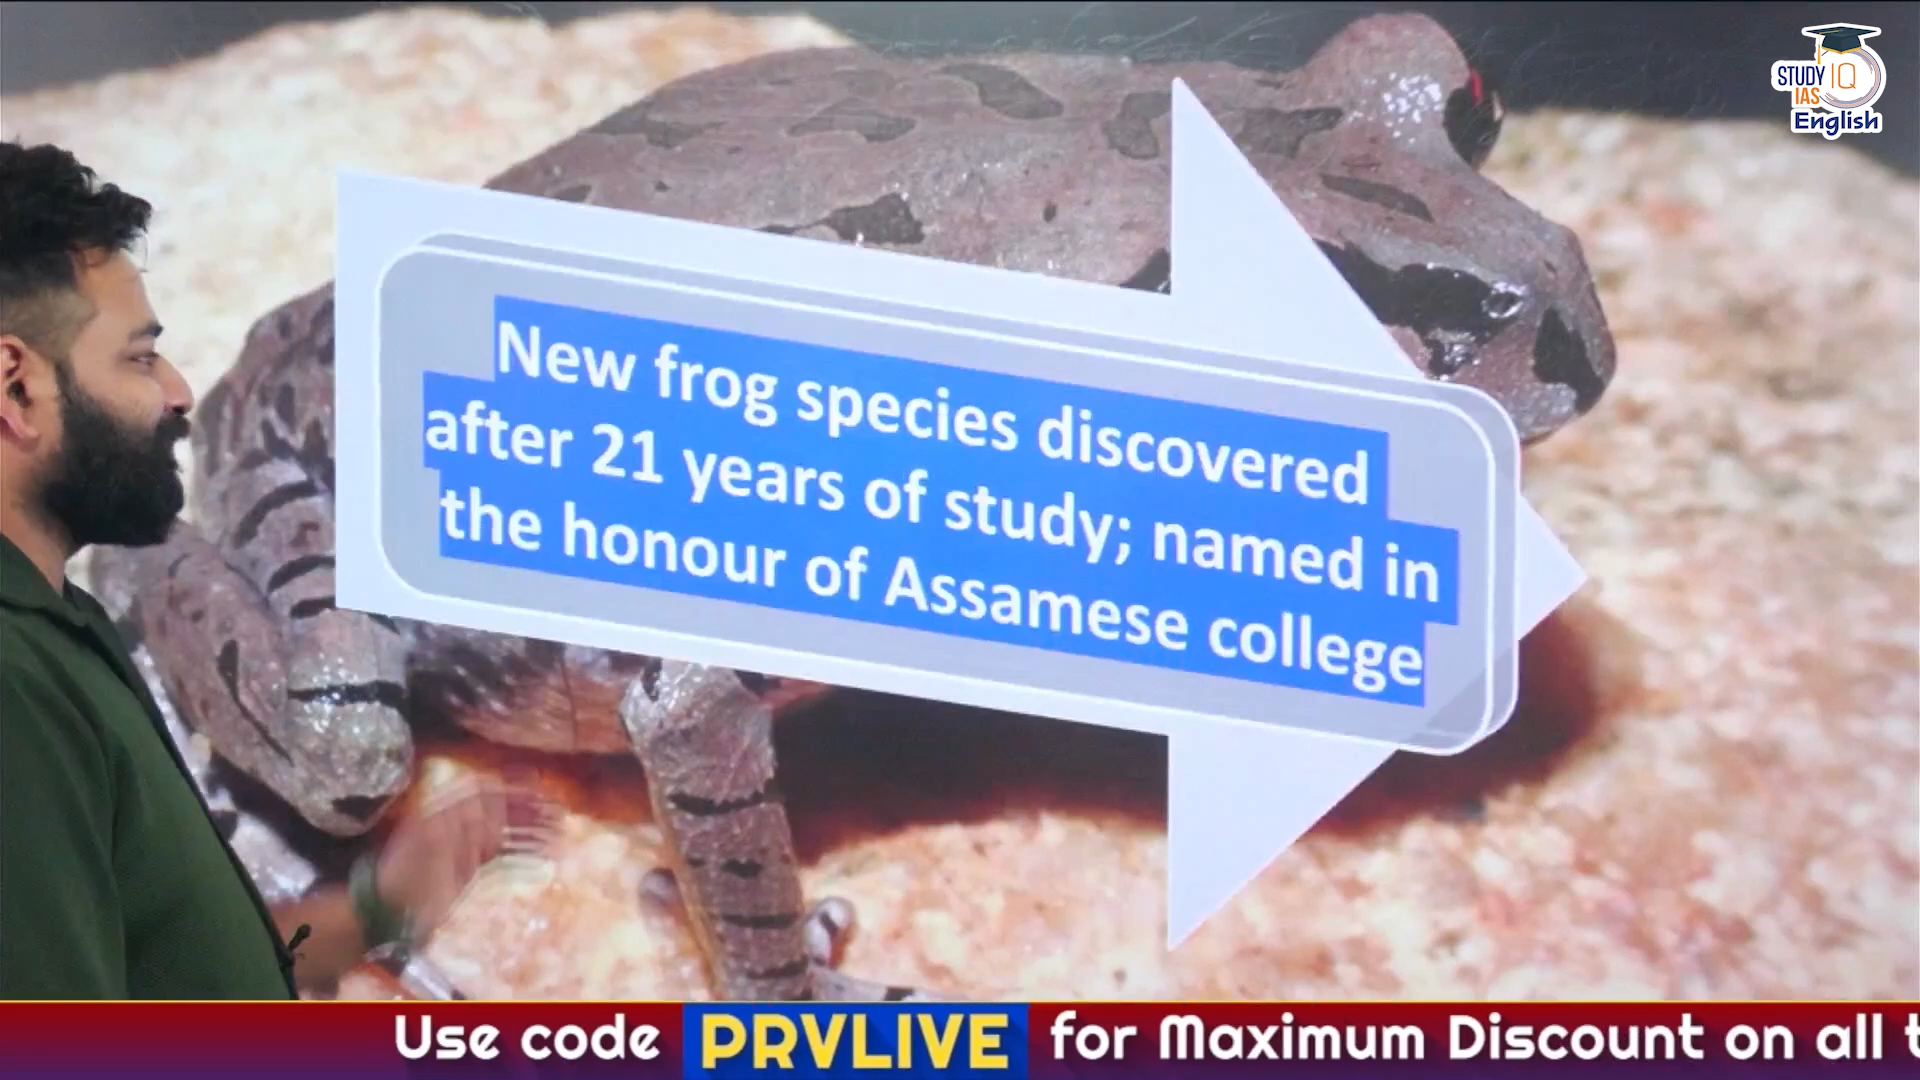 STUDY IQ
IAS
English
New frog species discovered
after 21 years of study; named in
the honour of Assamese college
Use code PRVLIVE for Maximum Discount on all t